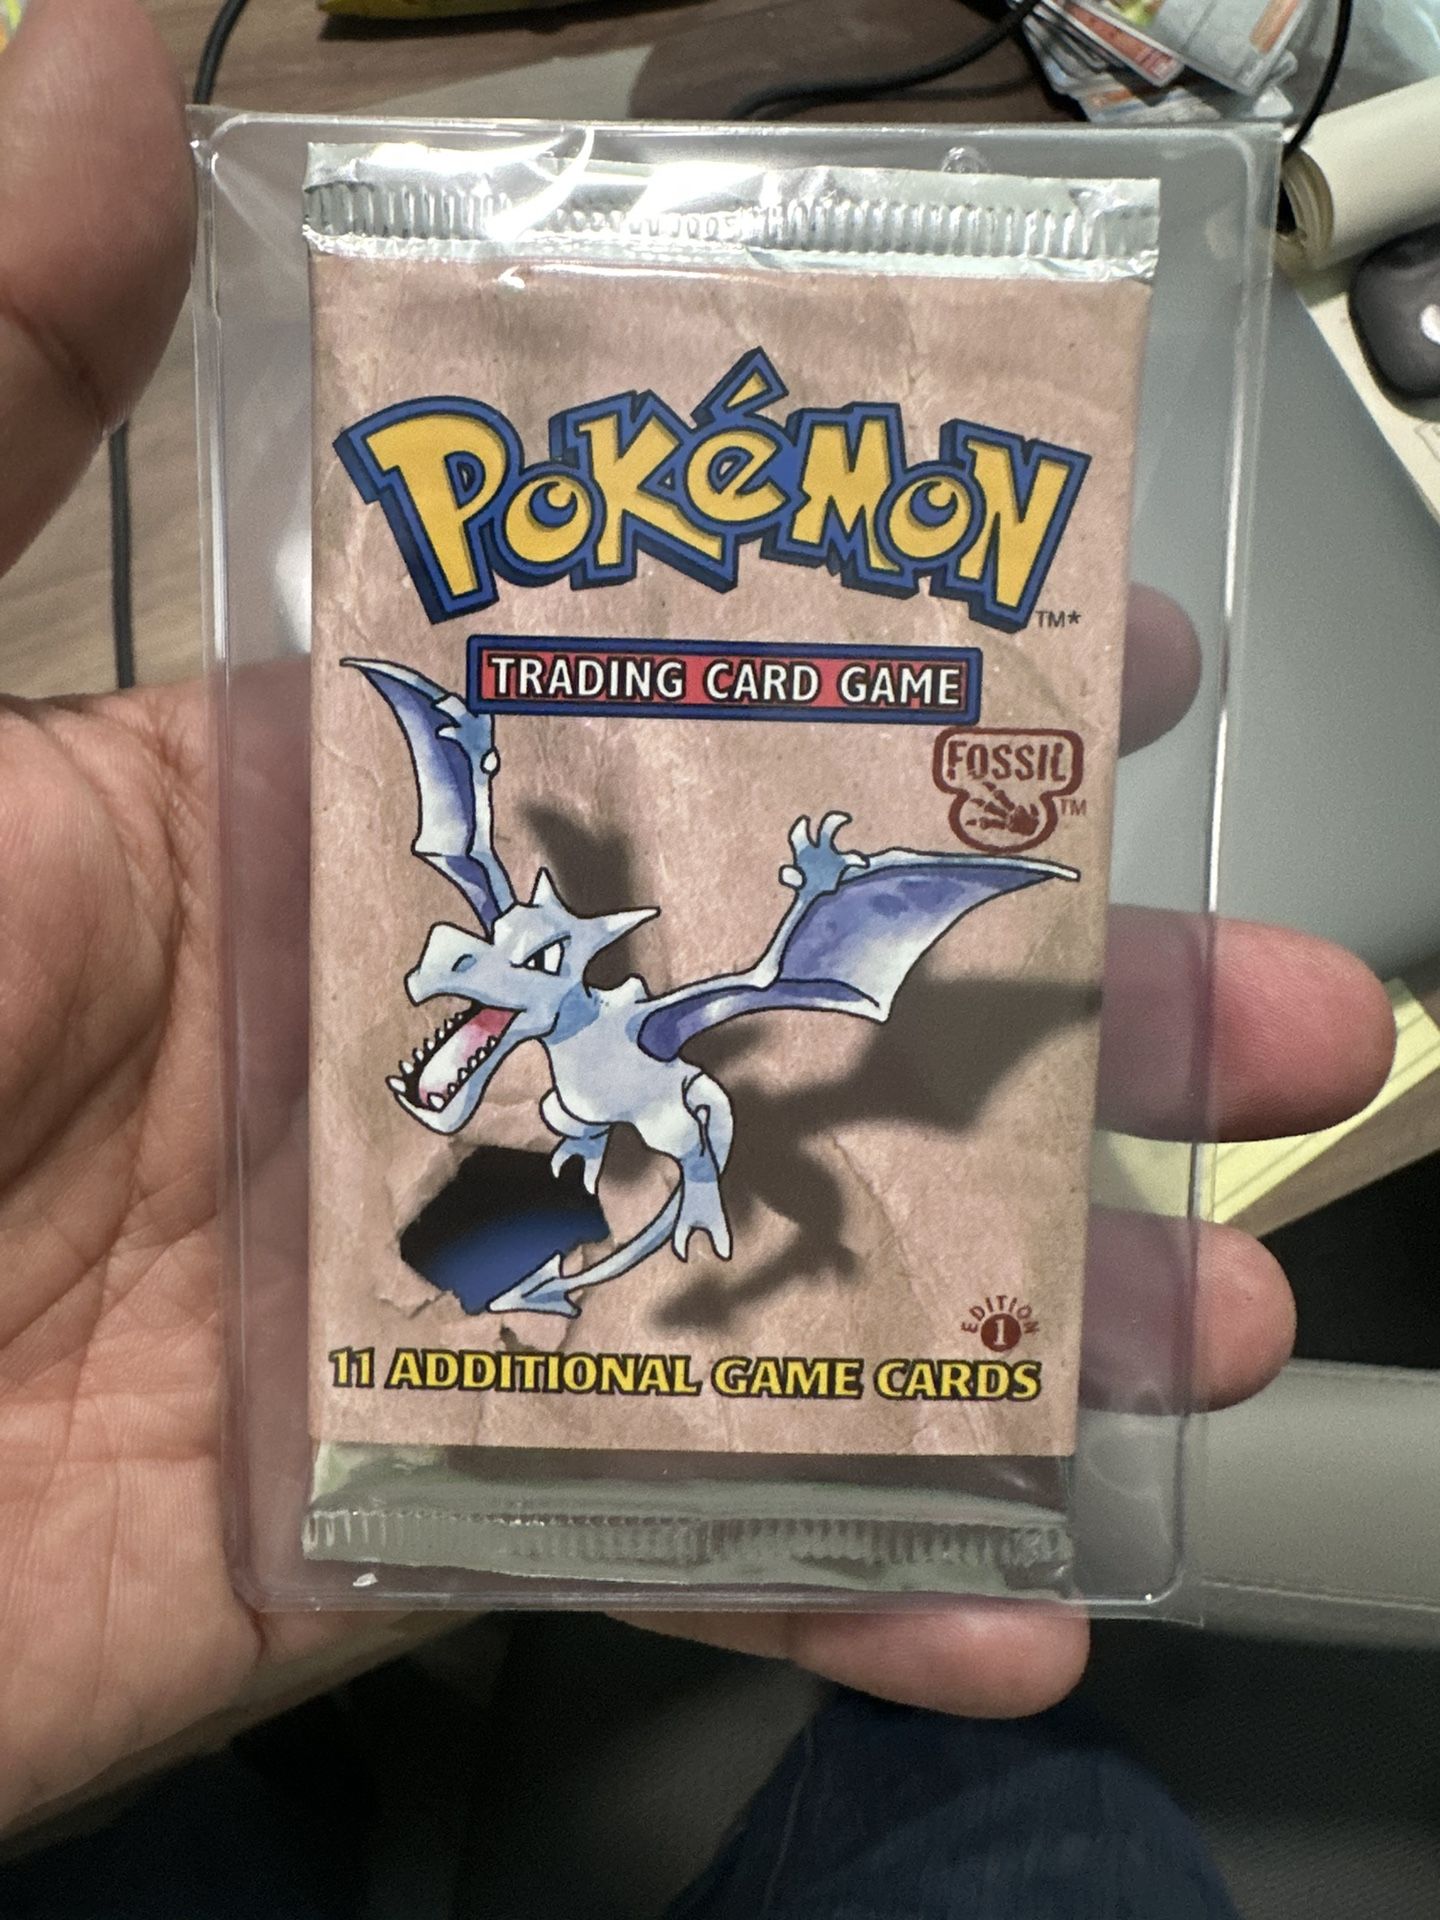 POKéMON
TM*
TRADING CARD GAME
FOSSIL
TM
EDITION
1
11 ADDITIONAL GAME CARDS